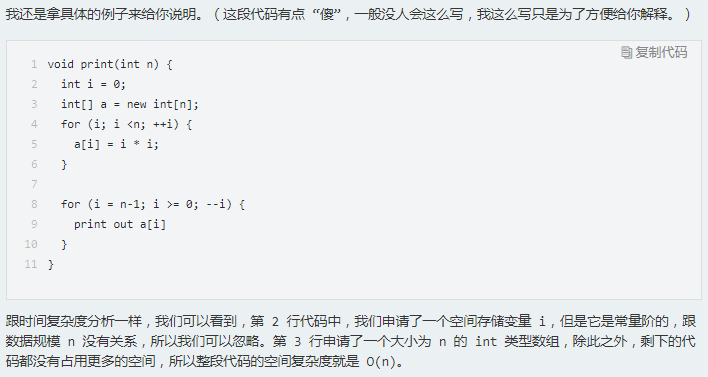 我还是拿具体的例子来给你说明。（这段代码有点 “傻”，一般没人会这么写，我这么写只是为了方便给你解释。）
复制代码
1 void print(int n) {
2   int i = 0;
3   int[] a = new int[n];
4   for (i; i <n; ++i) {
5     a[i] = i * i;
6   }
7
8   for (i = n-1; i >= 0; --i) {
9     print out a[i]
10   }
11 }
跟时间复杂度分析一样，我们可以看到，第 2 行代码中，我们申请了一个空间存储变量 i，但是它是常量阶的，跟
数据规模 n 没有关系，所以我们可以忽略。第 3 行申请了一个大小为 n 的 int 类型数组，除此之外，剩下的代
码都没有占用更多的空间，所以整段代码的空间复杂度就是 O(n)。